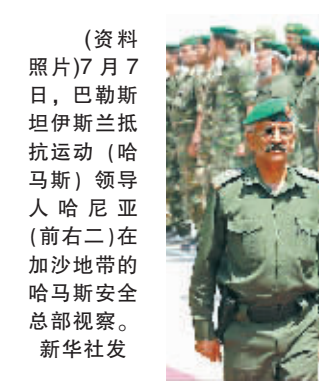 (资料
照片)7月7
日，巴勒斯
坦伊斯兰抵
抗运动(哈
马斯)领导
人哈尼亚
(前右二)在
加沙地带的
哈马斯安全
总部视察。
新华社发